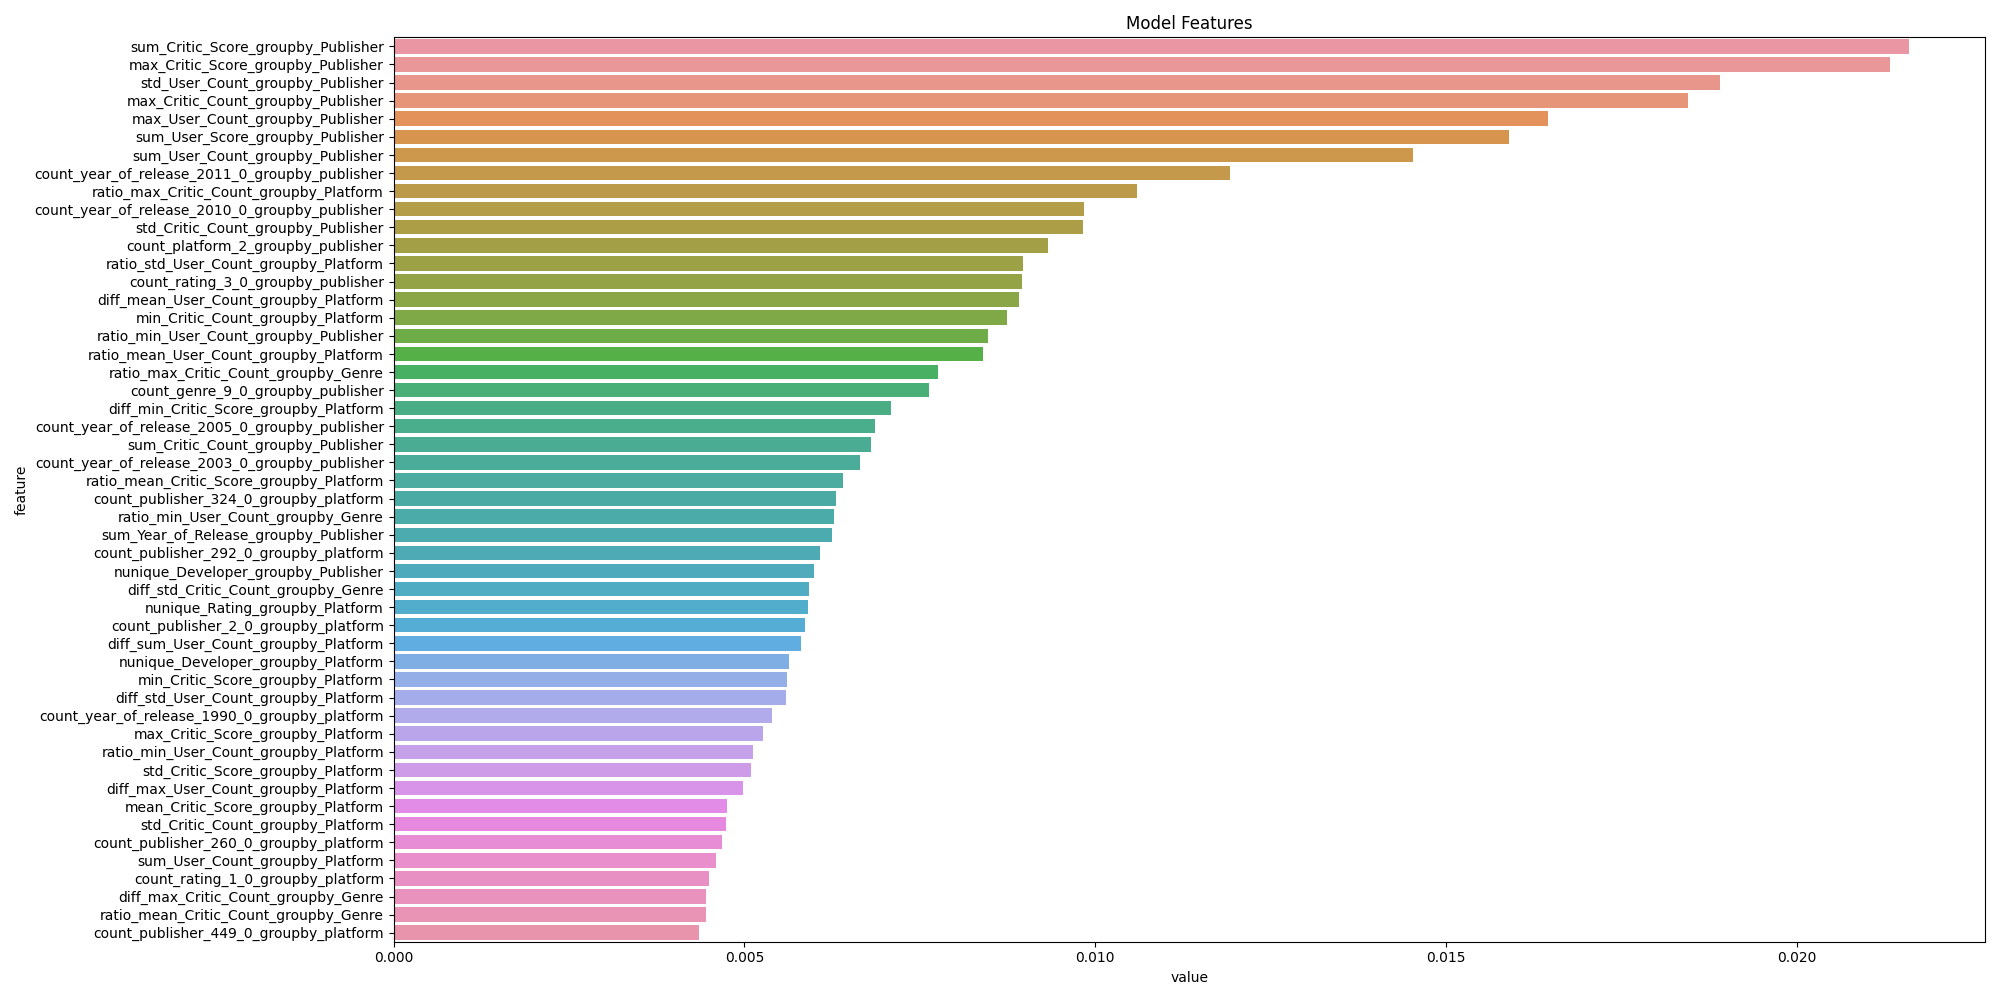 Model Features
sum_Critic_Score_groupby_Publisher
max_Critic_Score_groupby_Publisher
std_User_Count_groupby_Publisher
max_Critic_Count_groupby_Publisher
max_User_Count_groupby_Publisher
sum_User_Score_groupby_Publisher
sum_User_Count_groupby_Publisher
count_year_of_release_2011_0_groupby_publisher
ratio_max_Critic_Count_groupby_Platform
count_year_of_release_2010_0_groupby_publisher
std_Critic_Count_groupby_Publisher
count_platform_2_groupby_publisher
ratio_std_User_Count_groupby_Platform
count_rating_3_0_groupby_publisher
diff_mean_User_Count_groupby_Platform
min_Critic_Count_groupby_Platform
ratio_min_User_Count_groupby_Publisher
ratio_mean_User_Count_groupby_Platform
ratio_max_Critic_Count_groupby_Genre
count_genre_9_0_groupby_publisher
diff_min_Critic_Score_groupby_Platform
count_year_of_release_2005_0_groupby_publisher
sum_Critic_Count_groupby_Publisher
count_year_of_release_2003_0_groupby_publisher
ratio_mean_Critic_Score_groupby_Platform
count_publisher_324_0_groupby_platform
ratio_min_User_Count_groupby_Genre
sum_Year_of_Release_groupby_Publisher
count_publisher_292_0_groupby_platform
nunique_Developer_groupby_Publisher
diff_std_Critic_Count_groupby_Genre
nunique_Rating_groupby_Platform
count_publisher_2_0_groupby_platform
diff_sum_User_Count_groupby_Platform
nunique_Developer_groupby_Platform
min_Critic_Score_groupby_Platform
diff_std_User_Count_groupby_Platform
count_year_of_release_1990_0_groupby_platform
max_Critic_Score_groupby_Platform
ratio_min_User_Count_groupby_Platform
std_Critic_Score_groupby_Platform
diff_max_User_Count_groupby_Platform
mean_Critic_Score_groupby_Platform
std_Critic_Count_groupby_Platform
count_publisher_260_0_groupby_platform
sum_User_Count_groupby_Platform
count_rating_1_0_groupby_platform
diff_max_Critic_Count_groupby_Genre
ratio_mean_Critic_Count_groupby_Genre
count_publisher_449_0_groupby_platform
feature
0.000 0.005 0.010 0.015 0.020
value